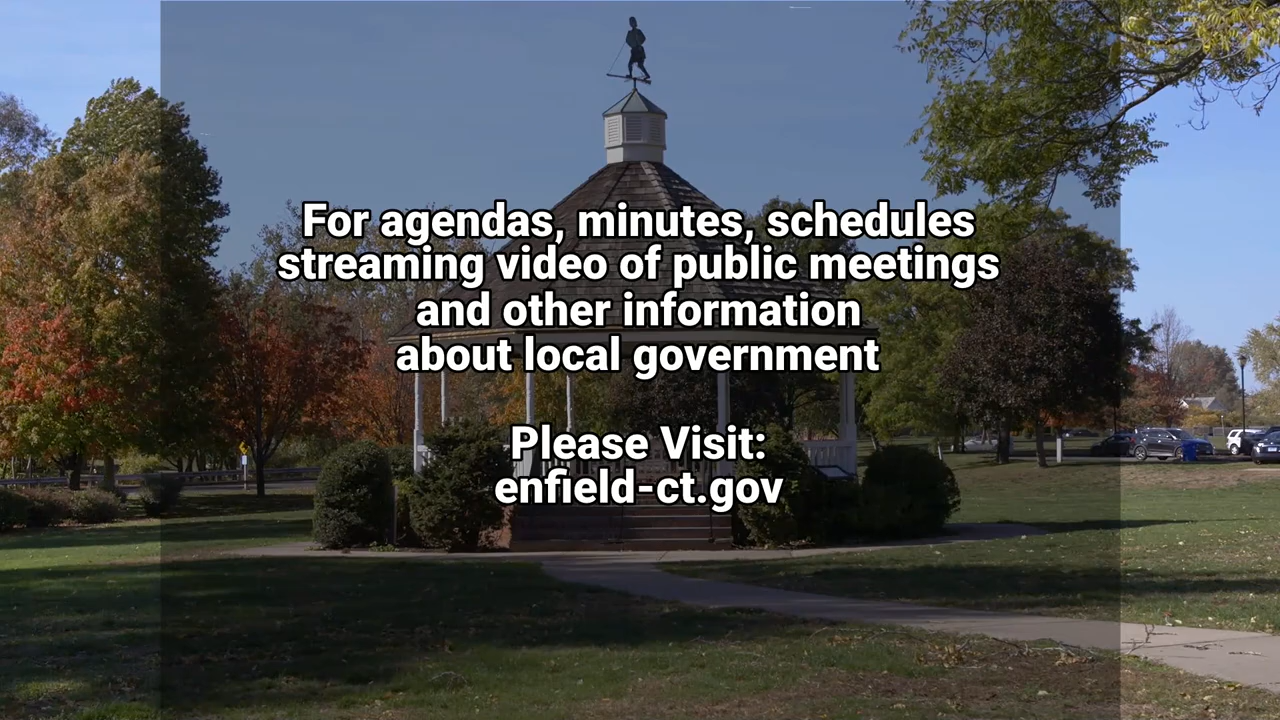 For agendas, minutes, schedules
streaming video of public meetings
and other information
about local government
Please Visit:
enfield-ct.gov